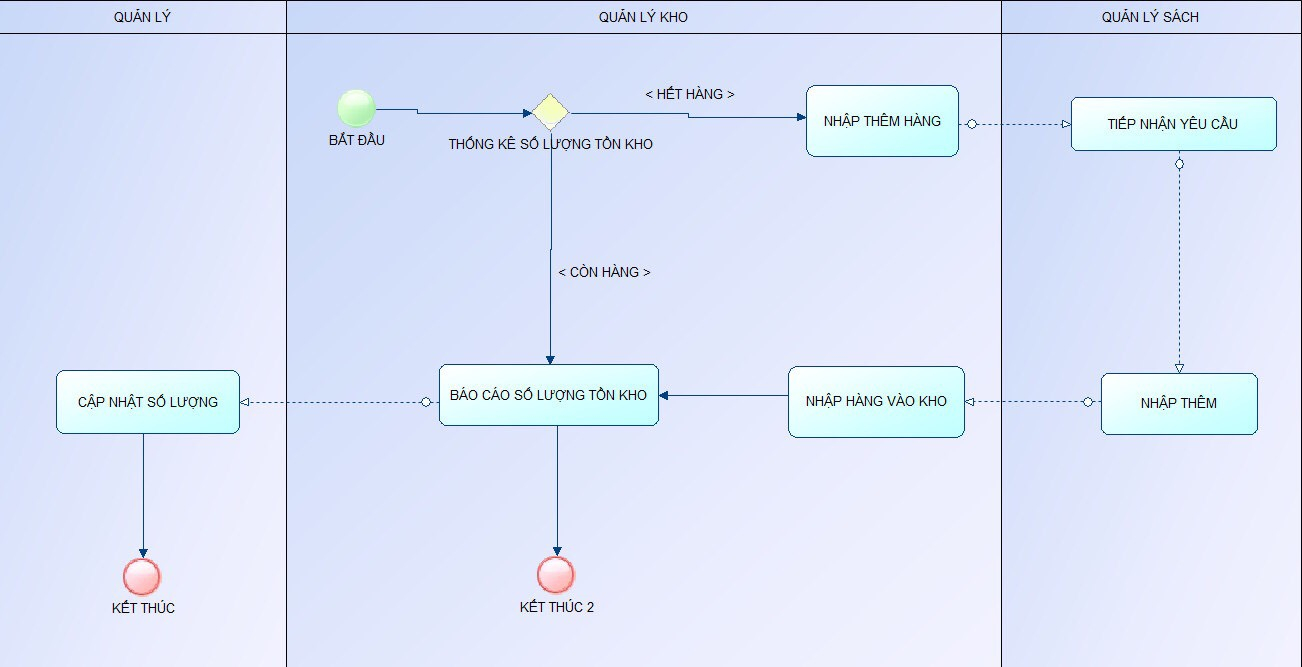 QUẢN LÝ
QUẢN LÝ KHO
QUẢN LÝ SÁCH
< HẾT HÀNG >
NHẬP THÊM HÀNG
TIẾP NHẬN YÊU CẦU
BẮT ĐẦU
THỐNG KÊ SỐ LƯỢNG TỒN KHO
< CÒN HÀNG >
CẬP NHẬT SỐ LƯỢNG
BÁO CÁO SỐ LƯỢNG TỒN KHO
NHẬP HÀNG VÀO KHO
NHẬP THÊM
KẾT THÚC
KẾT THÚC 2